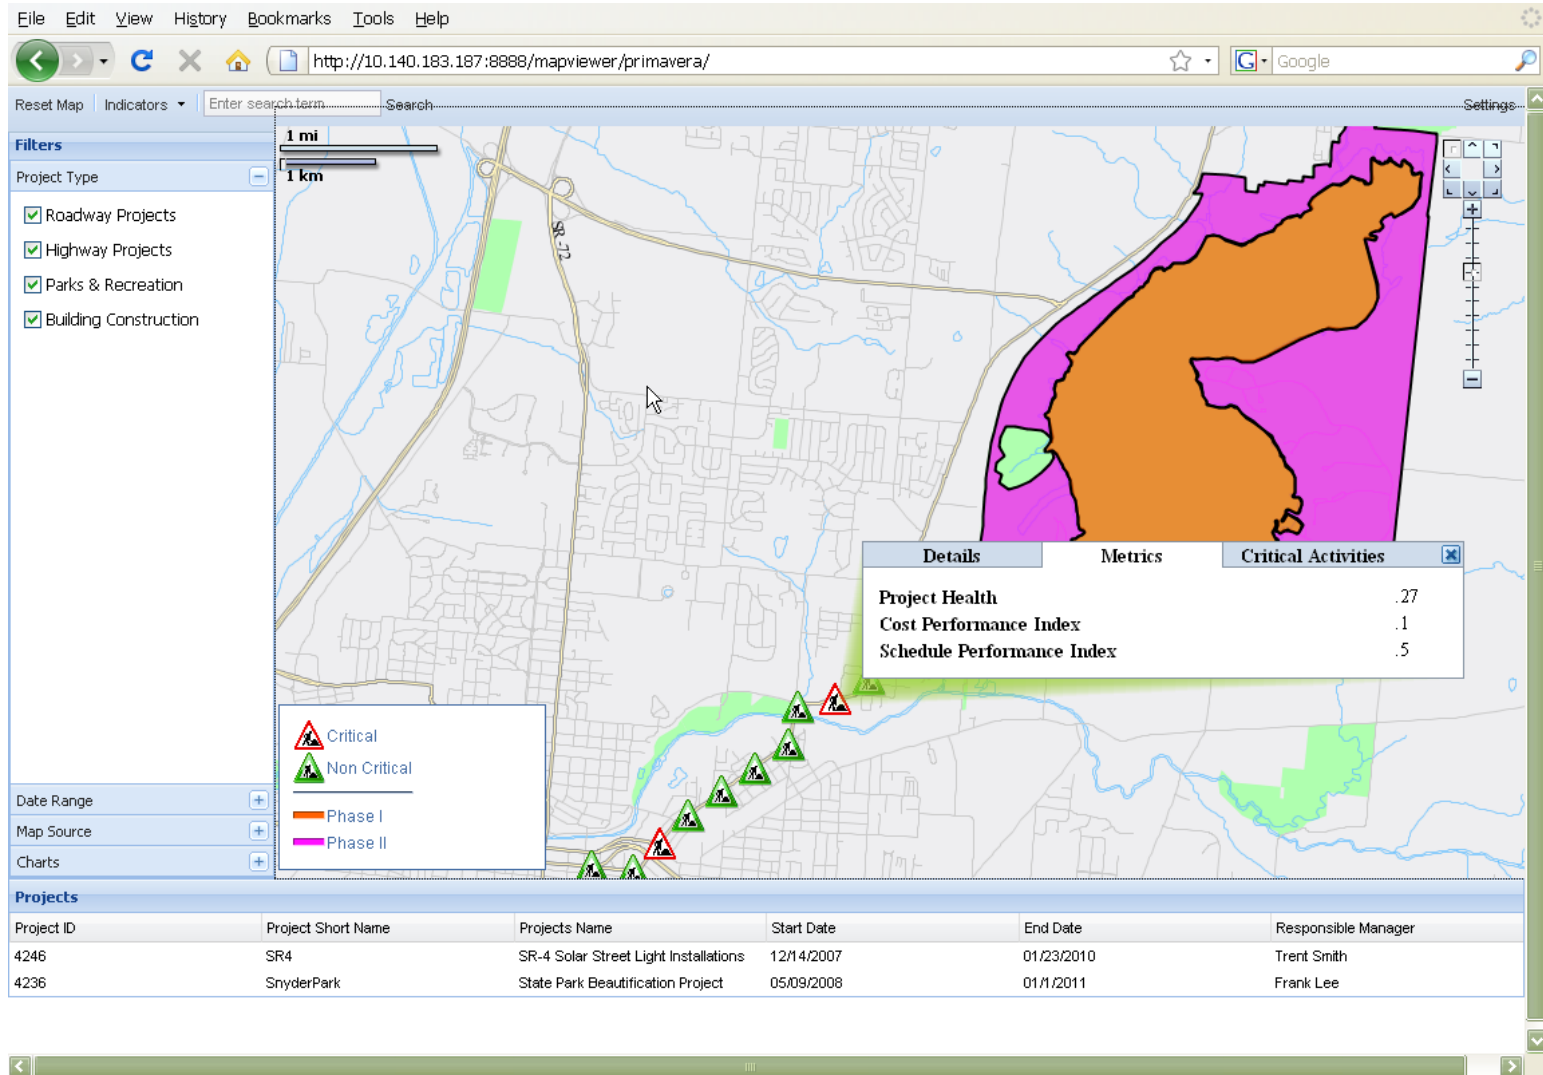 File Edit View History Bookmarks Tools Help
http://10.140.183.187:8888/mapviewer/primavera/
G
Google
Reset Map Indicators Enter search term Search Settings
Filters
Project Type
Roadway Projects
Highway Projects
Parks & Recreation
Building Construction
Date Range
Map Source
Charts
1 mi
1 km
SR-72
Details Metrics Critical Activities
Project Health .27
Cost Performance Index .1
Schedule Performance Index .5
Critical
Non Critical
Phase I
Phase II
Projects
Project ID Project Short Name Projects Name Start Date End Date Responsible Manager
4246 SR4 SR-4 Solar Street Light Installations 12/14/2007 01/23/2010 Trent Smith
4236 SnyderPark State Park Beautification Project 05/09/2008 01/1/2011 Frank Lee